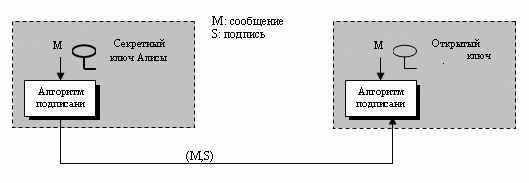 M: сообщение
S: подпись
M
Секретный
ключ Алисы
Алгоритм
подписани
M
Открытый
ключ
Алгоритм
подписани
(M,S)